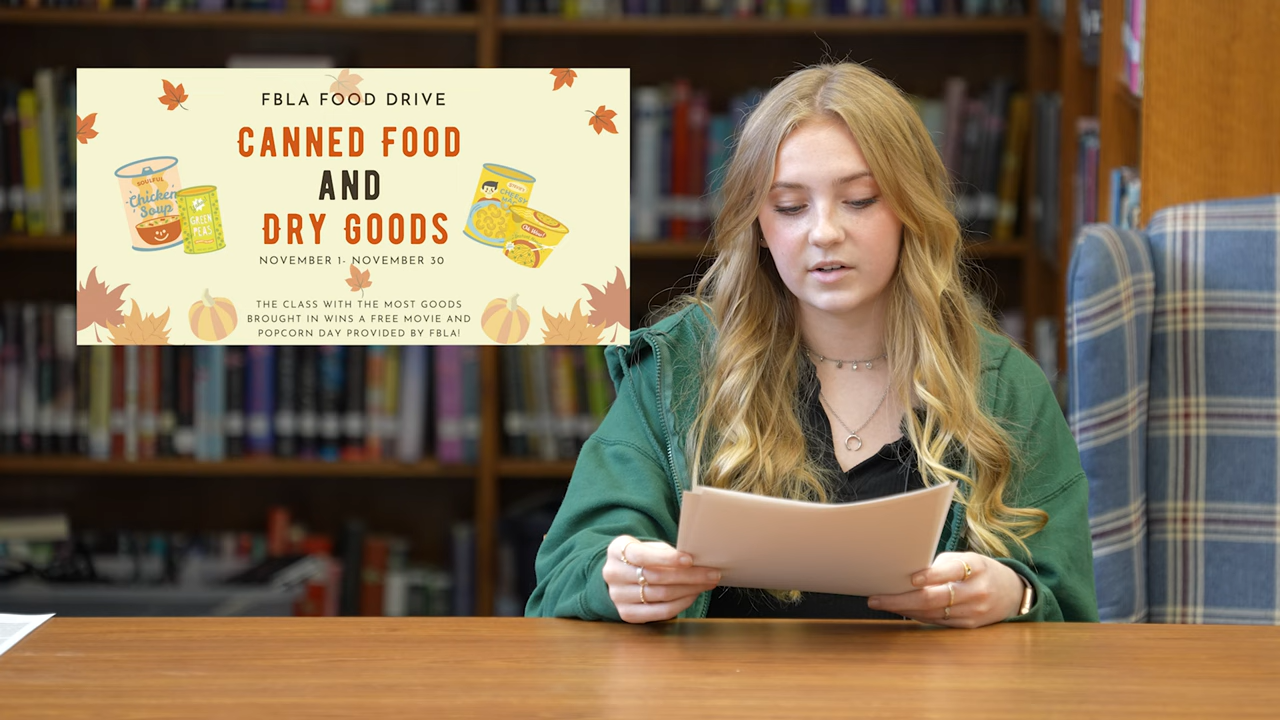 FBLA FOOD DRIVE
CANNED FOOD
AND
DRY GOODS
NOVEMBER 1- NOVEMBER 30
SOULFUL
Chicken
Soup
GREEN
PEAS
THE CLASS WITH THE MOST GOODS
BROUGHT IN WINS A FREE MOVIE AND
POPCORN DAY PROVIDED BY FBLA!